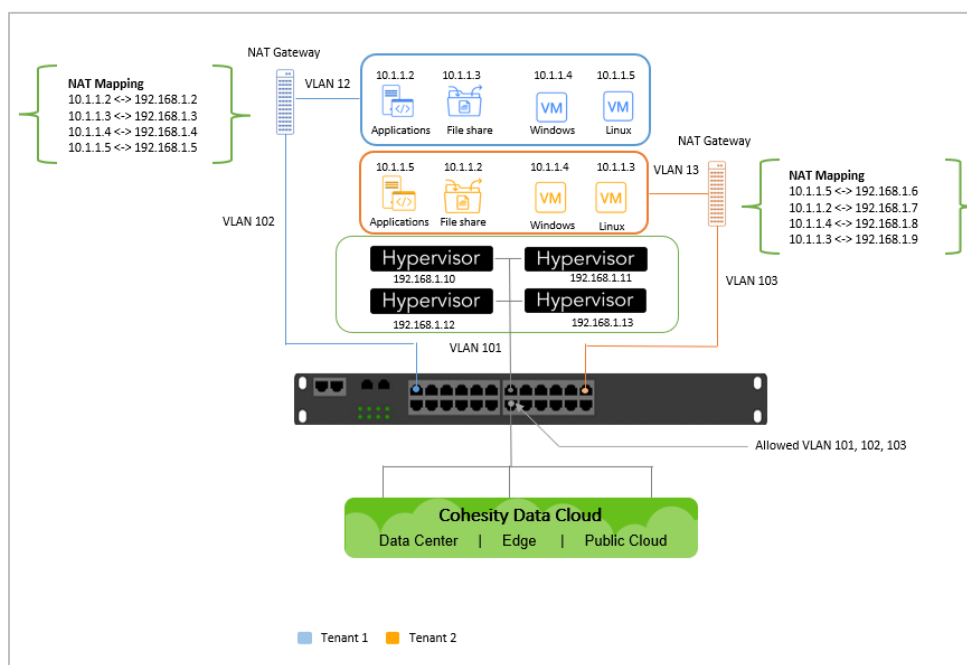 NAT Gateway
VLAN 12
NAT Mapping
10.1.1.2 <-> 192.168.1.2
10.1.1.3 <-> 192.168.1.3
10.1.1.4 <-> 192.168.1.4
10.1.1.5 <-> 192.168.1.5
10.1.1.2 10.1.1.3 10.1.1.4 10.1.1.5
VM VM
Applications File share Windows Linux
NAT Gateway
VLAN 13
10.1.1.5 10.1.1.2 10.1.1.4 10.1.1.3
VM VM
Applications File share Windows Linux
NAT Mapping
10.1.1.5 <-> 192.168.1.6
10.1.1.2 <-> 192.168.1.7
10.1.1.4 <-> 192.168.1.8
10.1.1.3 <-> 192.168.1.9
VLAN 102
Hypervisor Hypervisor
192.168.1.10 192.168.1.11
Hypervisor Hypervisor
192.168.1.12 192.168.1.13
VLAN 103
VLAN 101
Allowed VLAN 101, 102, 103
Cohesity Data Cloud
Data Center | Edge | Public Cloud
Tenant 1 Tenant 2